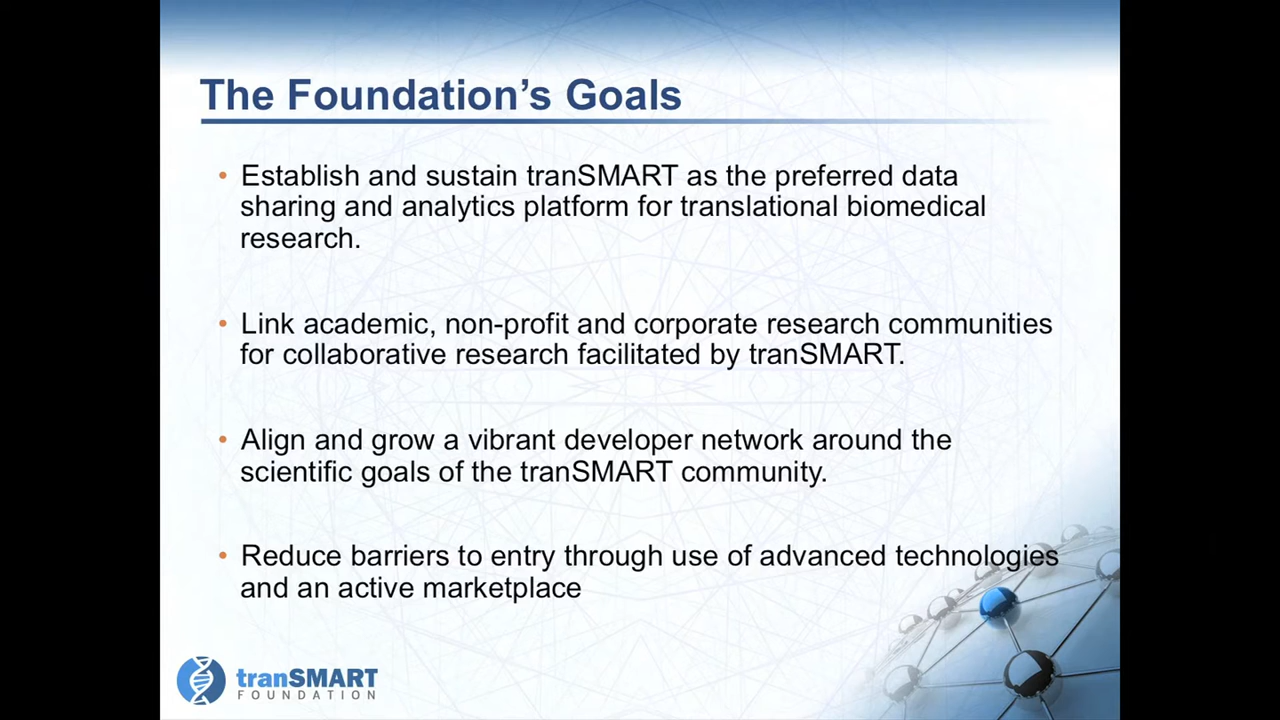 The Foundation’s Goals
• Establish and sustain tranSMART as the preferred data
sharing and analytics platform for translational biomedical
research.
• Link academic, non-profit and corporate research communities
for collaborative research facilitated by tranSMART.
• Align and grow a vibrant developer network around the
scientific goals of the tranSMART community.
• Reduce barriers to entry through use of advanced technologies
and an active marketplace
tranSMART
FOUNDATION